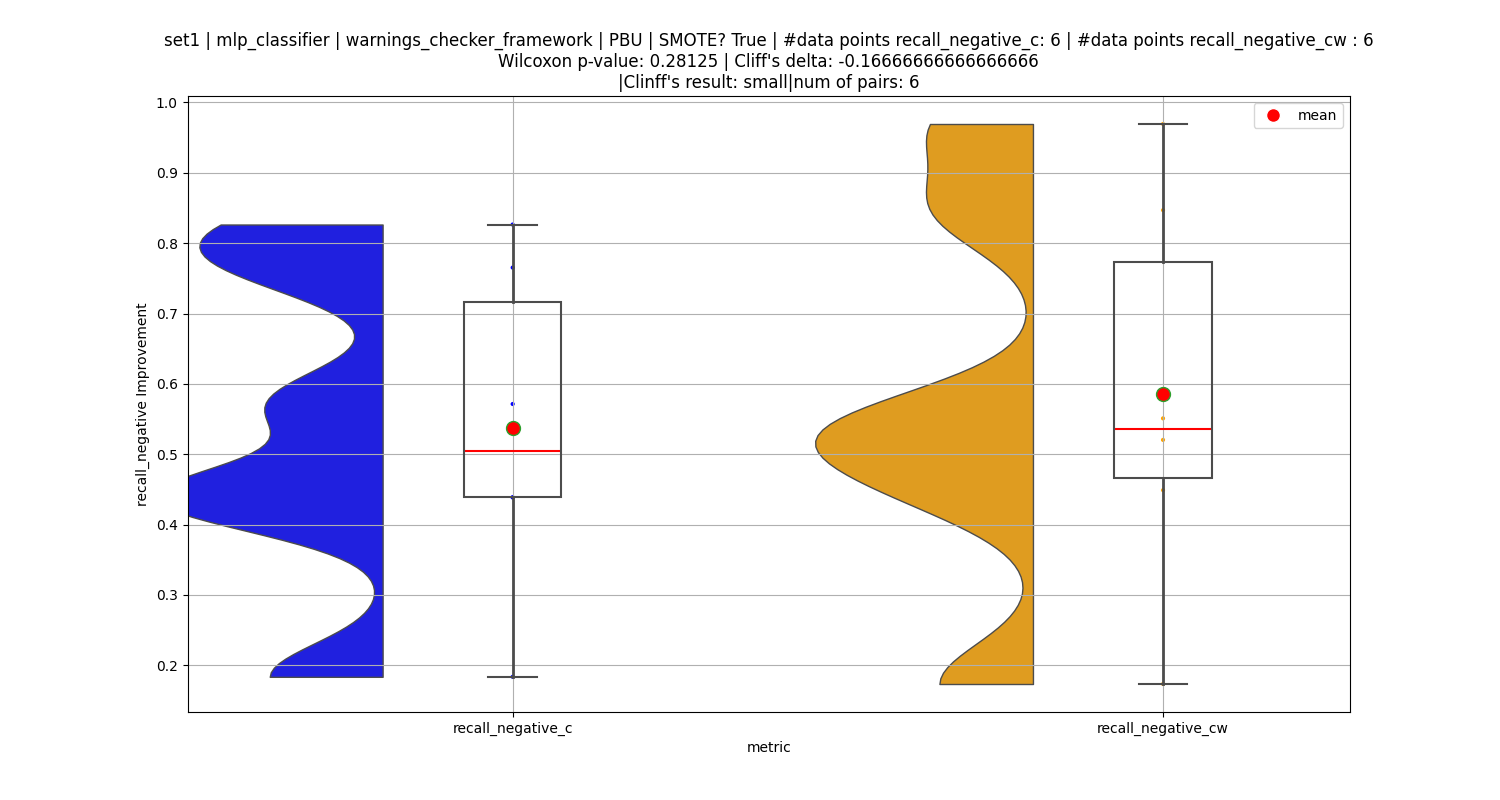 set1 | mlp_classifier | warnings_checker_framework | PBU | SMOTE? True | #data points recall_negative_c: 6 | #data points recall_negative_cw : 6
Wilcoxon p-value: 0.28125 | Cliff's delta: -0.16666666666666666
|Clinff's result: small|num of pairs: 6
mean
1.0
0.9
0.8
0.7
0.6
0.5
0.4
0.3
0.2
recall_negative Improvement
recall_negative_c
recall_negative_cw
metric